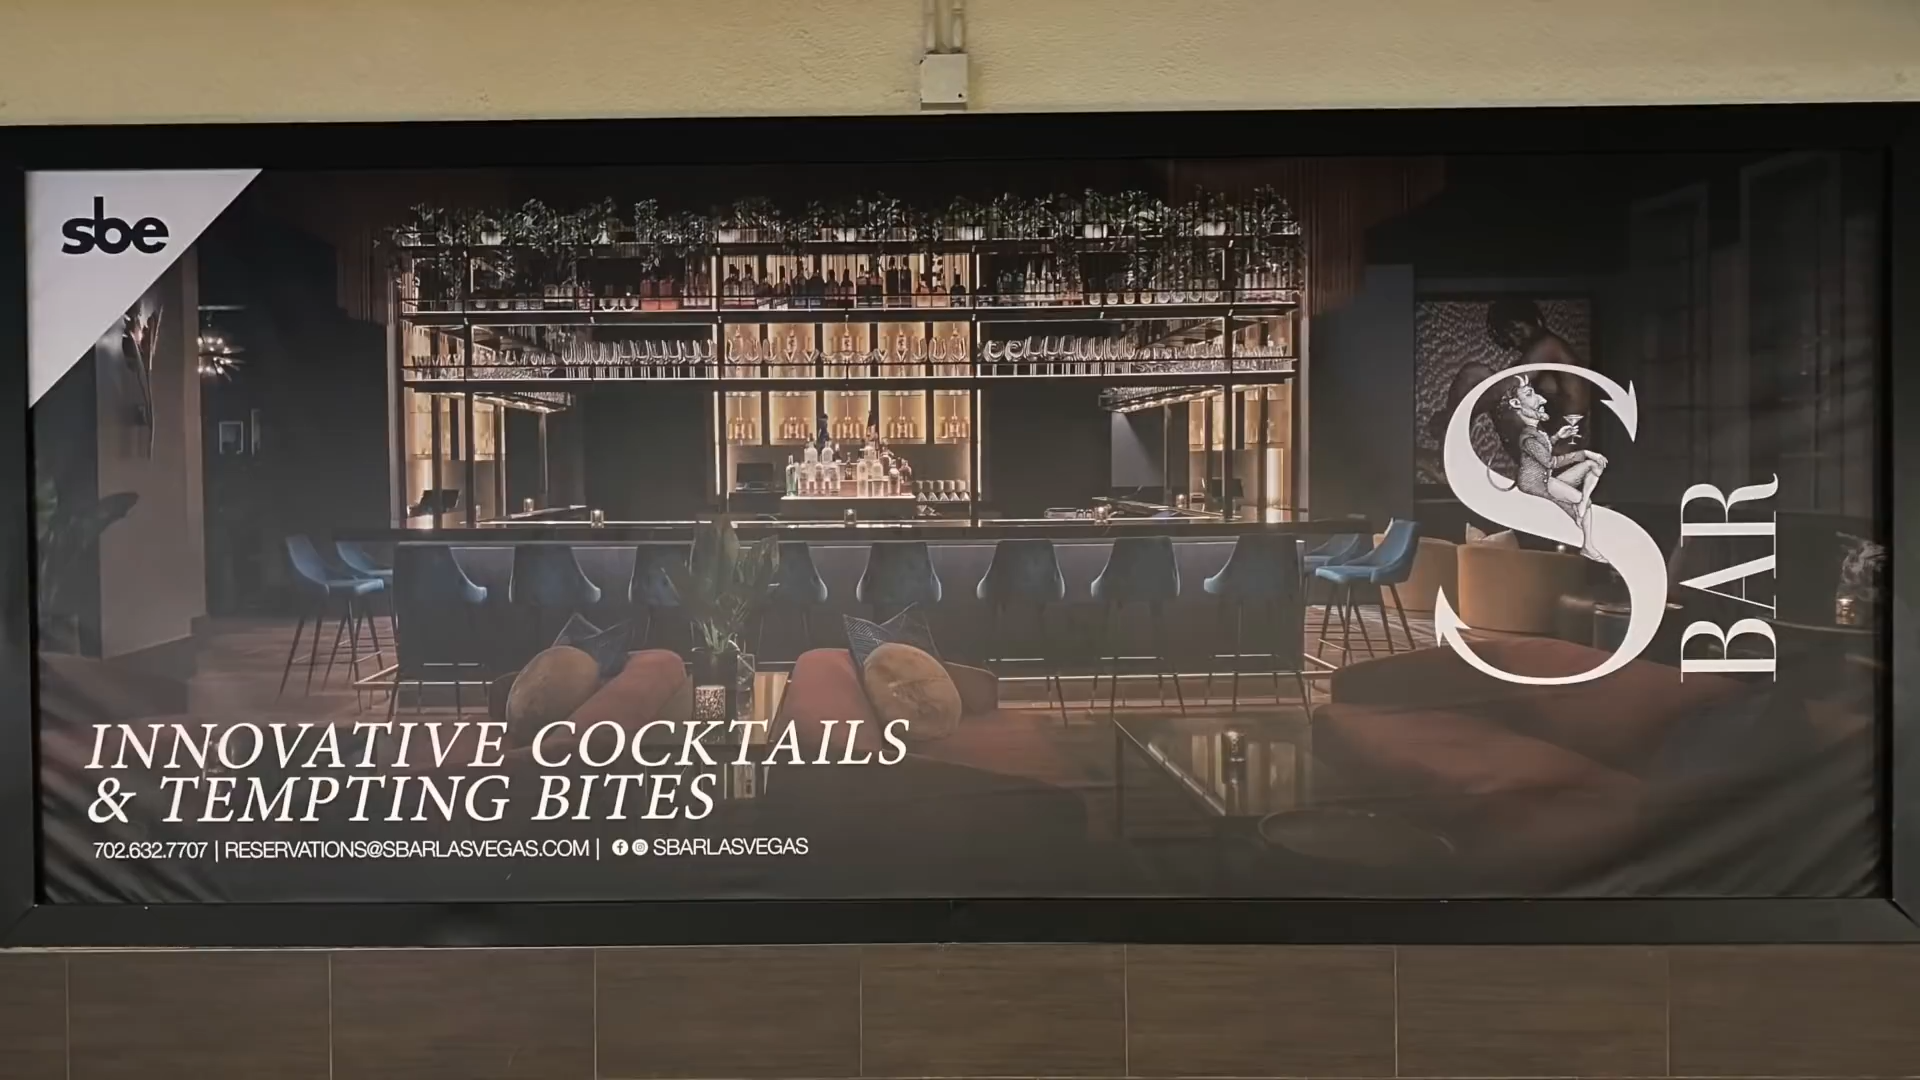 sbe
S
BAR
INNOVATIVE COCKTAILS
& TEMPTING BITES
702.632.7707 | RESERVATIONS@SBARLASVEGAS.COM | SBARLASVEGAS